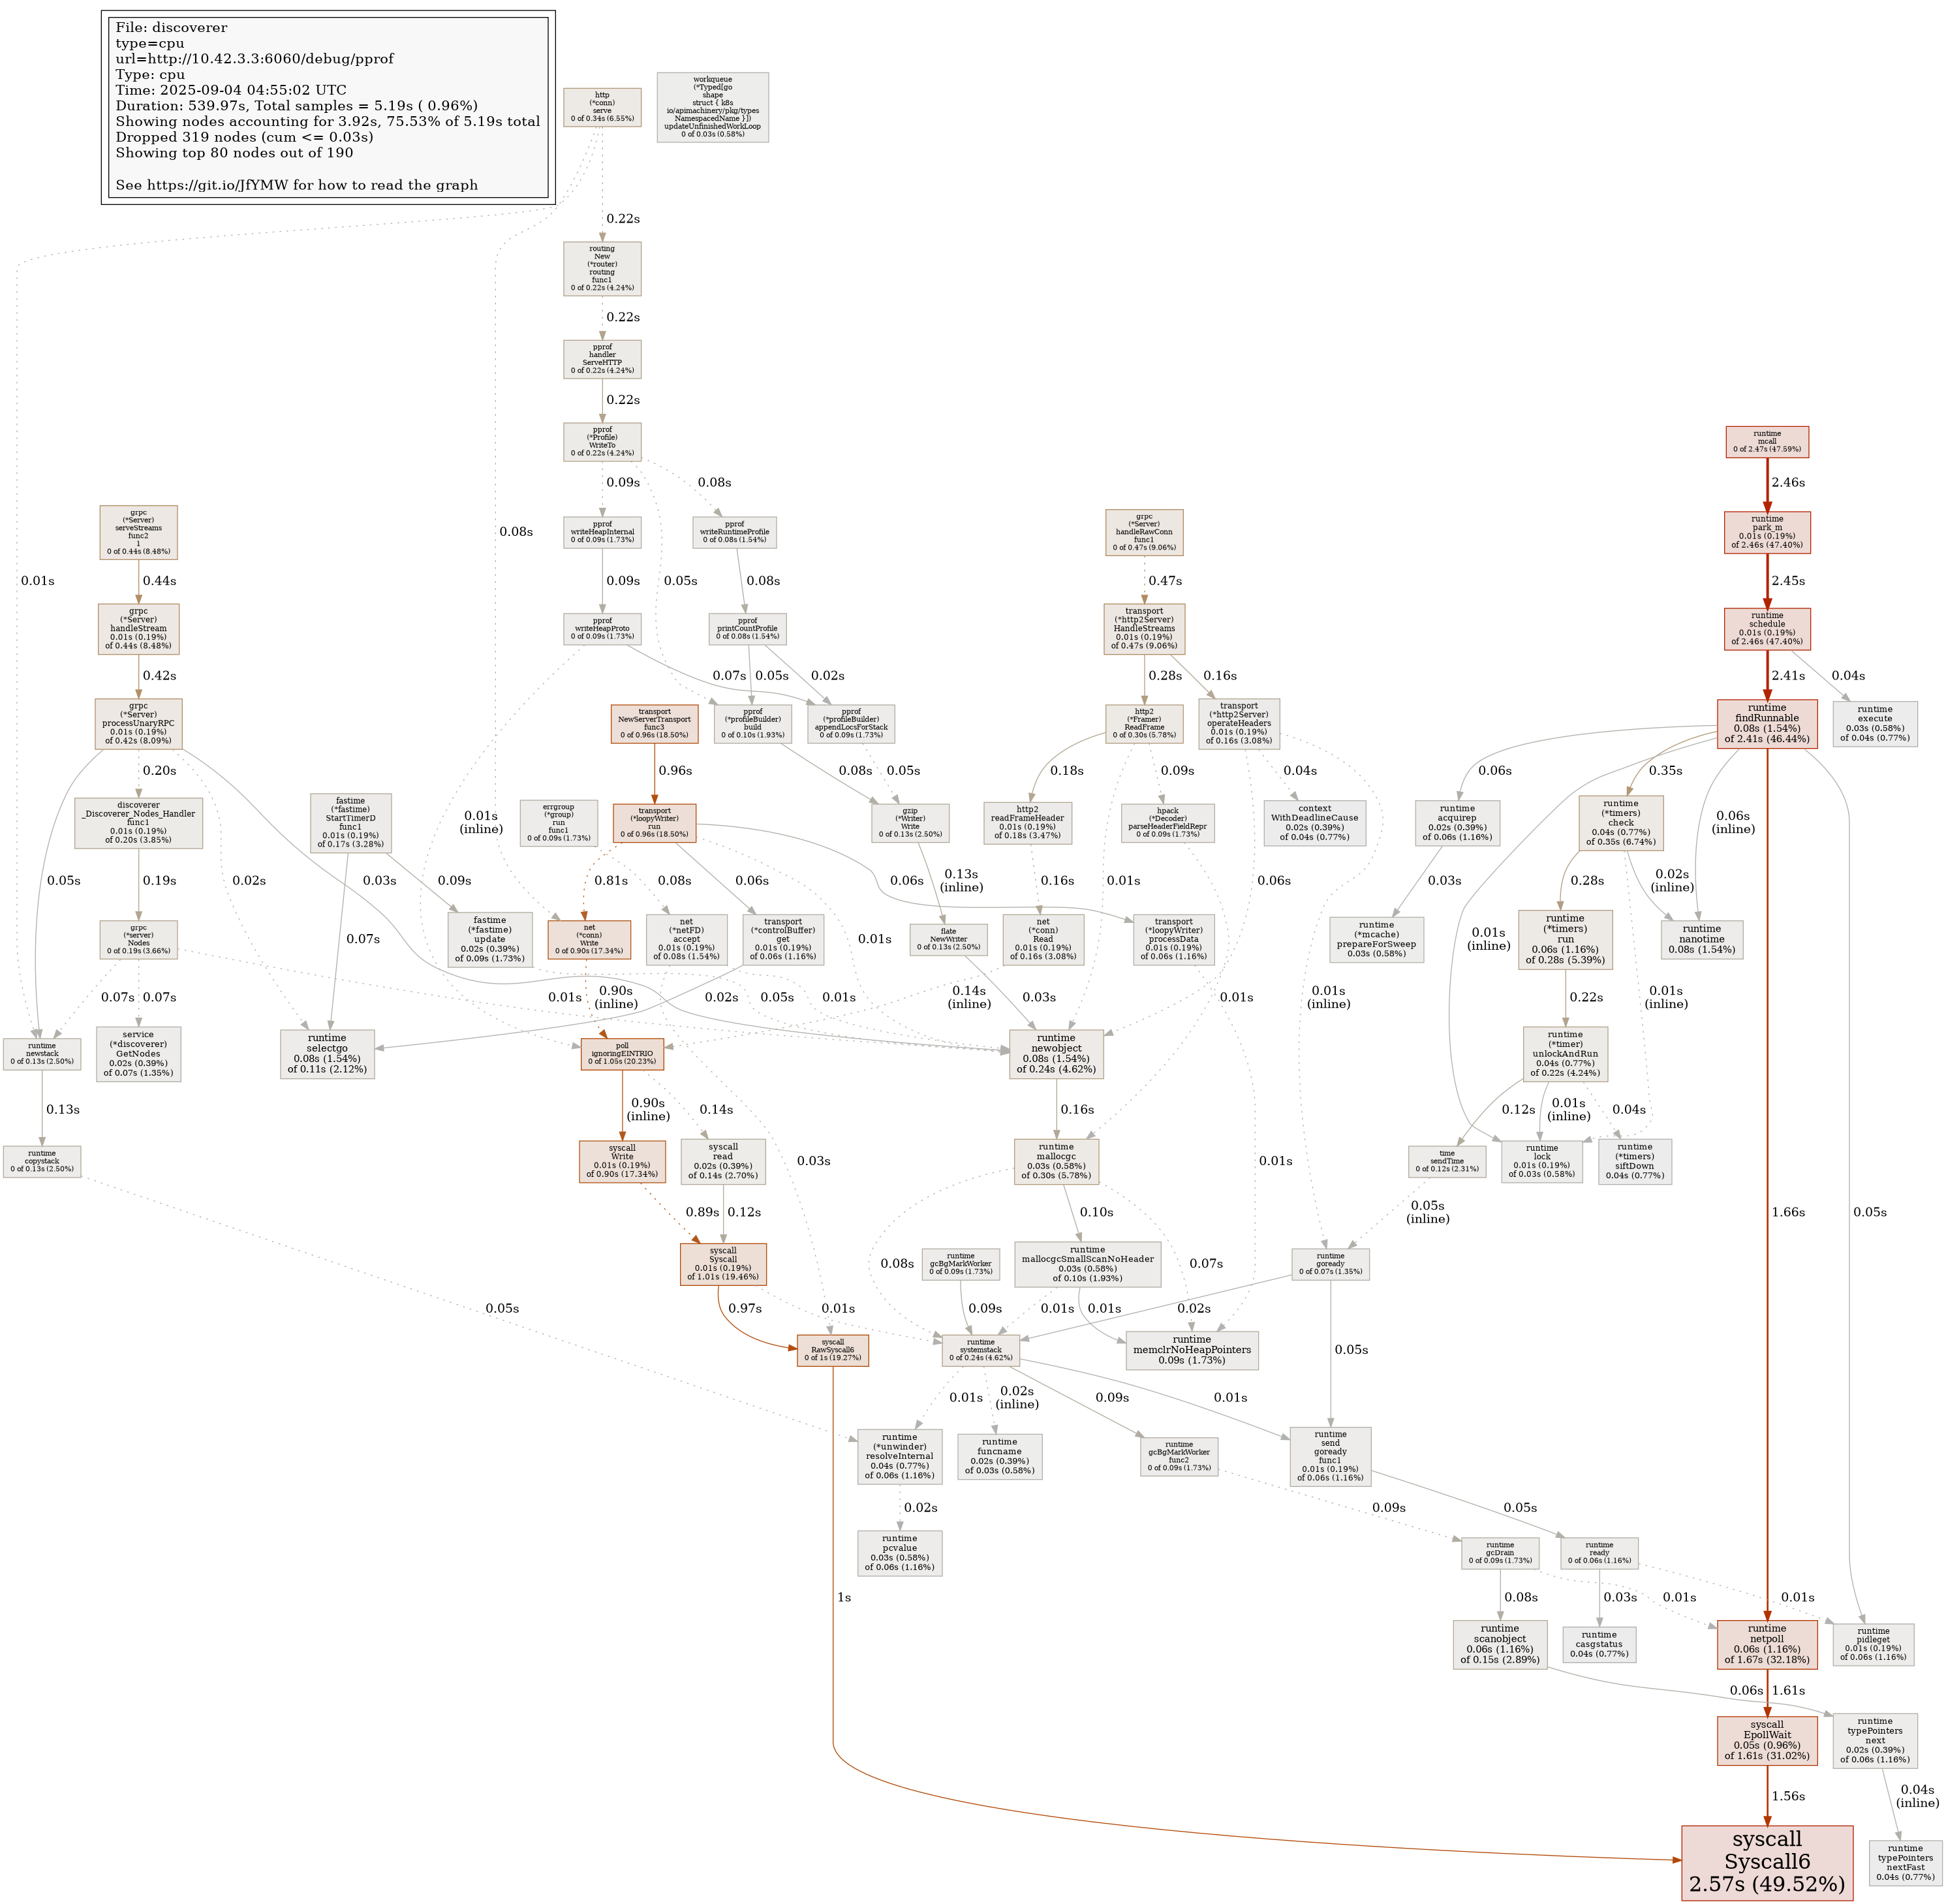 File: discoverer
type=cpu
url=http://10.42.3.3:6060/debug/pprof
Type: cpu
Time: 2025-09-04 04:55:02 UTC
Duration: 539.97s, Total samples = 5.19s ( 0.96%)
Showing nodes accounting for 3.92s, 75.53% of 5.19s total
Dropped 319 nodes (cum <= 0.03s)
Showing top 80 nodes out of 190
See https://git.io/JfYMW for how to read the graph
http
(*conn)
serve
0 of 0.34s (6.55%)
workqueue
(*Typed[go
shape
struct { k8s
io/apimachinery/pkg/types
NamespacedName }])
updateUnfinishedWorkLoop
0 of 0.03s (0.58%)
0.22s
routing
New
(*router)
routing
func1
0 of 0.22s (4.24%)
0.22s
pprof
handler
ServeHTTP
0 of 0.22s (4.24%)
0.22s
pprof
(*Profile)
WriteTo
0 of 0.22s (4.24%)
runtime
mcall
0 of 2.47s (47.59%)
0.09s
0.08s
2.46s
grpc
(*Server)
serveStreams
func2
1
0 of 0.44s (8.48%)
0.08s
pprof
writeHeapInternal
0 of 0.09s (1.73%)
pprof
writeRuntimeProfile
0 of 0.08s (1.54%)
grpc
(*Server)
handleRawConn
func1
0 of 0.47s (9.06%)
runtime
park_m
0.01s (0.19%)
of 2.46s (47.40%)
0.01s
0.44s
0.09s
0.05s
0.08s
0.47s
2.45s
grpc
(*Server)
handleStream
0.01s (0.19%)
of 0.44s (8.48%)
pprof
writeHeapProto
0 of 0.09s (1.73%)
pprof
printCountProfile
0 of 0.08s (1.54%)
transport
(*http2Server)
HandleStreams
0.01s (0.19%)
of 0.47s (9.06%)
runtime
schedule
0.01s (0.19%)
of 2.46s (47.40%)
0.42s
0.07s
0.05s
0.02s
0.28s
0.16s
2.41s
0.04s
grpc
(*Server)
processUnaryRPC
0.01s (0.19%)
of 0.42s (8.09%)
transport
NewServerTransport
func3
0 of 0.96s (18.50%)
pprof
(*profileBuilder)
build
0 of 0.10s (1.93%)
pprof
(*profileBuilder)
appendLocsForStack
0 of 0.09s (1.73%)
http2
(*Framer)
ReadFrame
0 of 0.30s (5.78%)
transport
(*http2Server)
operateHeaders
0.01s (0.19%)
of 0.16s (3.08%)
runtime
findRunnable
0.08s (1.54%)
of 2.41s (46.44%)
runtime
execute
0.03s (0.58%)
of 0.04s (0.77%)
0.20s
0.96s
0.08s
0.05s
0.18s
0.09s
0.04s
0.06s
0.35s
discoverer
_Discoverer_Nodes_Handler
func1
0.01s (0.19%)
of 0.20s (3.85%)
fastime
(*fastime)
StartTimerD
func1
0.01s (0.19%)
of 0.17s (3.28%)
0.01s
(inline)
errgroup
(*group)
run
func1
0 of 0.09s (1.73%)
transport
(*loopyWriter)
run
0 of 0.96s (18.50%)
gzip
(*Writer)
Write
0 of 0.13s (2.50%)
http2
readFrameHeader
0.01s (0.19%)
of 0.18s (3.47%)
hpack
(*Decoder)
parseHeaderFieldRepr
0 of 0.09s (1.73%)
context
WithDeadlineCause
0.02s (0.39%)
of 0.04s (0.77%)
runtime
acquirep
0.02s (0.39%)
of 0.06s (1.16%)
runtime
(*timers)
check
0.04s (0.77%)
of 0.35s (6.74%)
0.06s
(inline)
0.05s
0.19s
0.02s
0.03s
0.09s
0.81s
0.08s
0.06s
0.06s
0.13s
(inline)
0.01s
0.16s
0.06s
0.03s
0.28s
0.02s
(inline)
grpc
(*server)
Nodes
0 of 0.19s (3.66%)
0.07s
fastime
(*fastime)
update
0.02s (0.39%)
of 0.09s (1.73%)
net
(*conn)
Write
0 of 0.90s (17.34%)
net
(*netFD)
accept
0.01s (0.19%)
of 0.08s (1.54%)
transport
(*controlBuffer)
get
0.01s (0.19%)
of 0.06s (1.16%)
0.01s
flate
NewWriter
0 of 0.13s (2.50%)
net
(*conn)
Read
0.01s (0.19%)
of 0.16s (3.08%)
transport
(*loopyWriter)
processData
0.01s (0.19%)
of 0.06s (1.16%)
runtime
(*mcache)
prepareForSweep
0.03s (0.58%)
0.01s
(inline)
runtime
(*timers)
run
0.06s (1.16%)
of 0.28s (5.39%)
runtime
nanotime
0.08s (1.54%)
0.07s
0.07s
0.01s
0.90s
(inline)
0.02s
0.05s
0.01s
0.03s
0.14s
(inline)
0.01s
0.01s
(inline)
0.22s
0.01s
(inline)
runtime
newstack
0 of 0.13s (2.50%)
service
(*discoverer)
GetNodes
0.02s (0.39%)
of 0.07s (1.35%)
runtime
selectgo
0.08s (1.54%)
of 0.11s (2.12%)
poll
ignoringEINTRIO
0 of 1.05s (20.23%)
runtime
newobject
0.08s (1.54%)
of 0.24s (4.62%)
runtime
(*timer)
unlockAndRun
0.04s (0.77%)
of 0.22s (4.24%)
0.13s
0.90s
(inline)
0.14s
0.16s
0.12s
0.01s
(inline)
0.04s
runtime
copystack
0 of 0.13s (2.50%)
syscall
Write
0.01s (0.19%)
of 0.90s (17.34%)
syscall
read
0.02s (0.39%)
of 0.14s (2.70%)
0.03s
runtime
mallocgc
0.03s (0.58%)
of 0.30s (5.78%)
0.01s
time
sendTime
0 of 0.12s (2.31%)
runtime
lock
0.01s (0.19%)
of 0.03s (0.58%)
runtime
(*timers)
siftDown
0.04s (0.77%)
0.89s
0.12s
0.10s
0.05s
(inline)
1.66s
0.05s
syscall
Syscall
0.01s (0.19%)
of 1.01s (19.46%)
0.08s
runtime
gcBgMarkWorker
0 of 0.09s (1.73%)
runtime
mallocgcSmallScanNoHeader
0.03s (0.58%)
of 0.10s (1.93%)
0.07s
runtime
goready
0 of 0.07s (1.35%)
0.05s
0.97s
0.01s
0.09s
0.01s
0.01s
0.02s
syscall
RawSyscall6
0 of 1s (19.27%)
runtime
systemstack
0 of 0.24s (4.62%)
runtime
memclrNoHeapPointers
0.09s (1.73%)
0.05s
0.01s
0.02s
(inline)
0.09s
0.01s
runtime
(*unwinder)
resolveInternal
0.04s (0.77%)
of 0.06s (1.16%)
runtime
funcname
0.02s (0.39%)
of 0.03s (0.58%)
runtime
gcBgMarkWorker
func2
0 of 0.09s (1.73%)
runtime
send
goready
func1
0.01s (0.19%)
of 0.06s (1.16%)
0.02s
0.09s
0.05s
runtime
pcvalue
0.03s (0.58%)
of 0.06s (1.16%)
runtime
gcDrain
0 of 0.09s (1.73%)
runtime
ready
0 of 0.06s (1.16%)
1s
0.08s
0.01s
0.03s
0.01s
runtime
scanobject
0.06s (1.16%)
of 0.15s (2.89%)
runtime
casgstatus
0.04s (0.77%)
runtime
netpoll
0.06s (1.16%)
of 1.67s (32.18%)
runtime
pidleget
0.01s (0.19%)
of 0.06s (1.16%)
0.06s
1.61s
syscall
EpollWait
0.05s (0.96%)
of 1.61s (31.02%)
runtime
typePointers
next
0.02s (0.39%)
of 0.06s (1.16%)
1.56s
0.04s
(inline)
syscall
Syscall6
2.57s (49.52%)
runtime
typePointers
nextFast
0.04s (0.77%)